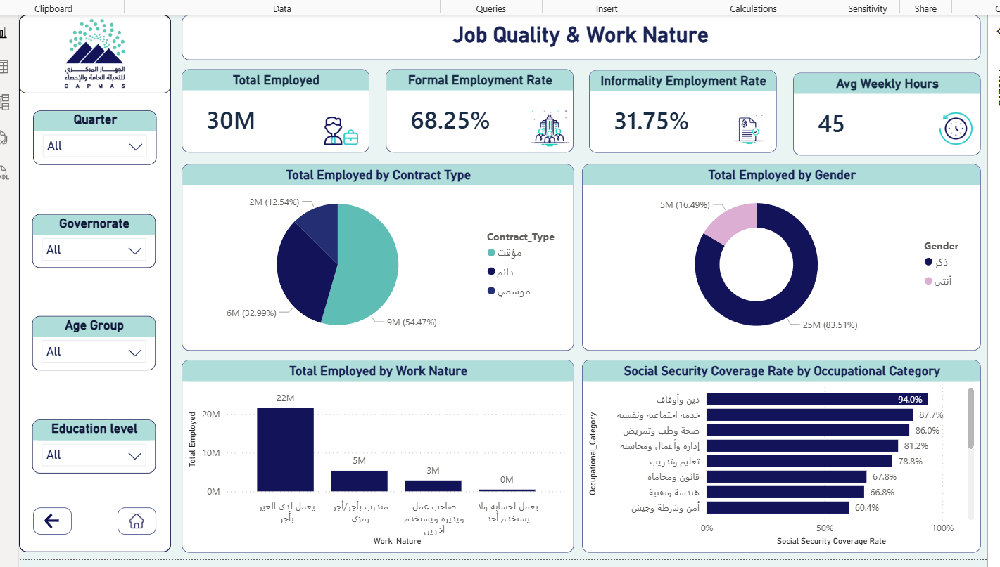 Clipboard
Data
Queries
Insert
Calculations
Sensitivity
Share
الجهــاز المركــزي
للتعبئة العامة والإحصاء
CAPMAS
Job Quality & Work Nature
Quarter
All
Governorate
All
Age Group
All
Education level
All
Total Employed
30M
Formal Employment Rate
68.25%
Informality Employment Rate
31.75%
Avg Weekly Hours
45
Total Employed by Contract Type
2M (12.54%)
6M (32.99%)
9M (54.47%)
Contract_Type
مؤقت
دائم
موسمي
Total Employed by Gender
5M (16.49%)
25M (83.51%)
Gender
ذكر
أنثى
Total Employed by Work Nature
Total Employed
20M
10M
0M
22M
5M
3M
0M
يعمل لدى الغير
بأجر
متدرب بأجر/أجر
رمزي
صاحب عمل
ويديره ويستخدم
آخرين
يعمل لحسابه ولا
يستخدم أحد
Work_Nature
Social Security Coverage Rate by Occupational Category
Occupational_Category
دين وأوقاف 94.0%
خدمة اجتماعية ونفسية 87.7%
صحة وطب وتمريض 86.0%
إدارة وأعمال ومحاسبة 81.2%
تعليم وتدريب 78.8%
قانون ومحاماة 67.8%
هندسة وتقنية 66.8%
أمن وشرطة وجيش 60.4%
0% 50% 100%
Social Security Coverage Rate